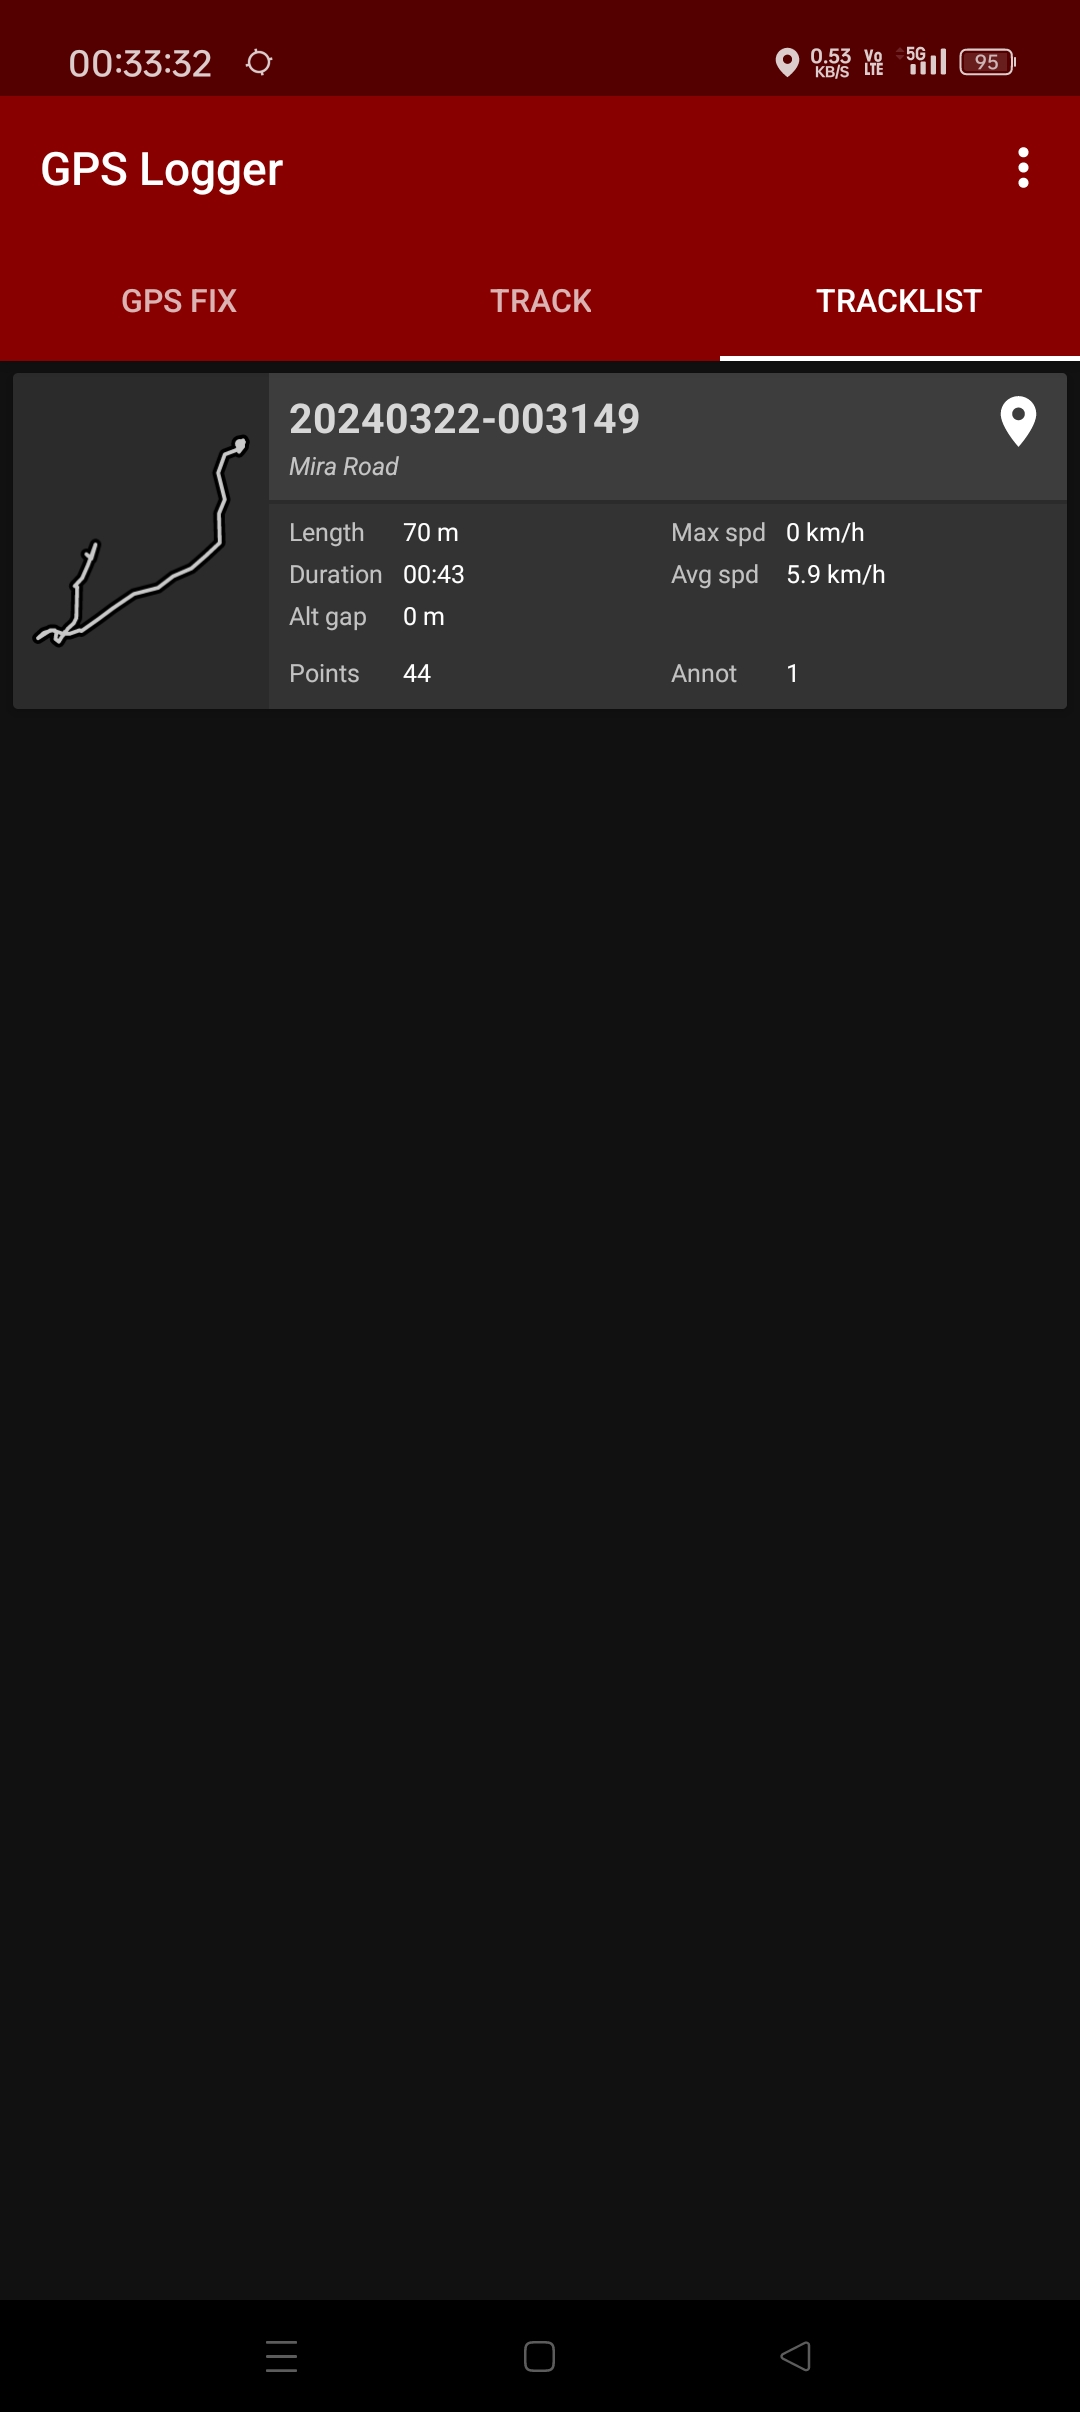 00:33:32 0.53 KB/S Vo LTE 5G 95
GPS Logger
GPS FIX TRACK TRACKLIST
20240322-003149
Mira Road
Length 70 m Max spd 0 km/h
Duration 00:43 Avg spd 5.9 km/h
Alt gap 0 m
Points 44 Annot 1